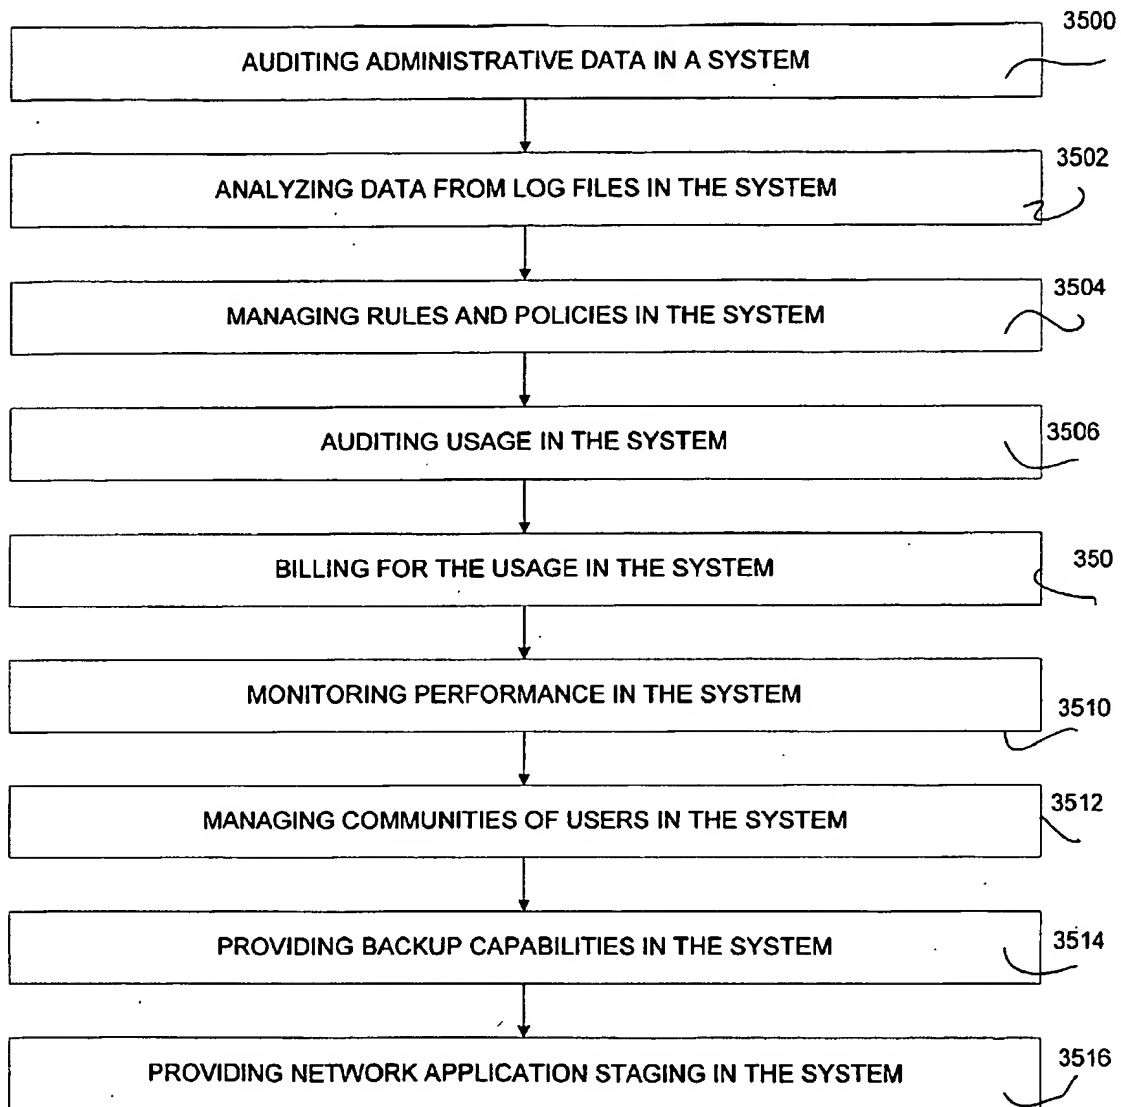 3500
AUDITING ADMINISTRATIVE DATA IN A SYSTEM
3502
ANALYZING DATA FROM LOG FILES IN THE SYSTEM
3504
MANAGING RULES AND POLICIES IN THE SYSTEM
3506
AUDITING USAGE IN THE SYSTEM
350
BILLING FOR THE USAGE IN THE SYSTEM
MONITORING PERFORMANCE IN THE SYSTEM
3510
3512
MANAGING COMMUNITIES OF USERS IN THE SYSTEM
3514
PROVIDING BACKUP CAPABILITIES IN THE SYSTEM
3516
PROVIDING NETWORK APPLICATION STAGING IN THE SYSTEM